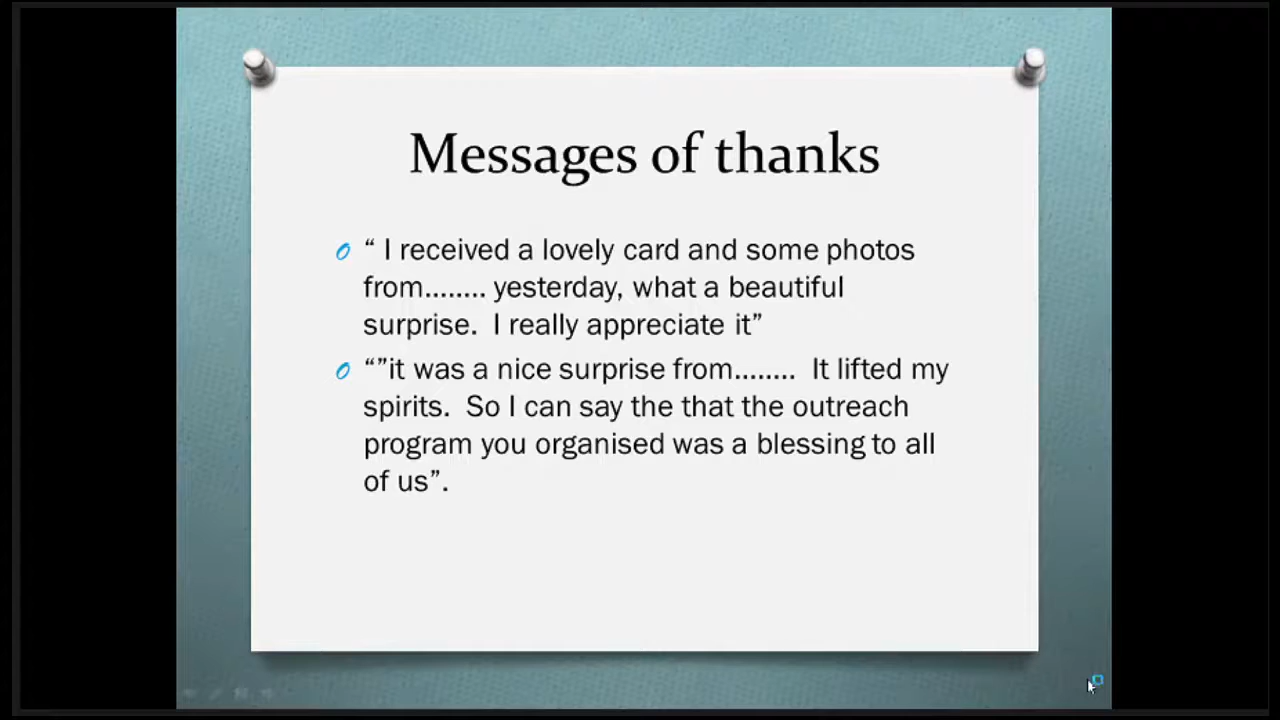 Messages of thanks
“ I received a lovely card and some photos
from........ yesterday, what a beautiful
surprise.  I really appreciate it”
“”it was a nice surprise from........  It lifted my
spirits.  So I can say the that the outreach
program you organised was a blessing to all
of us”.